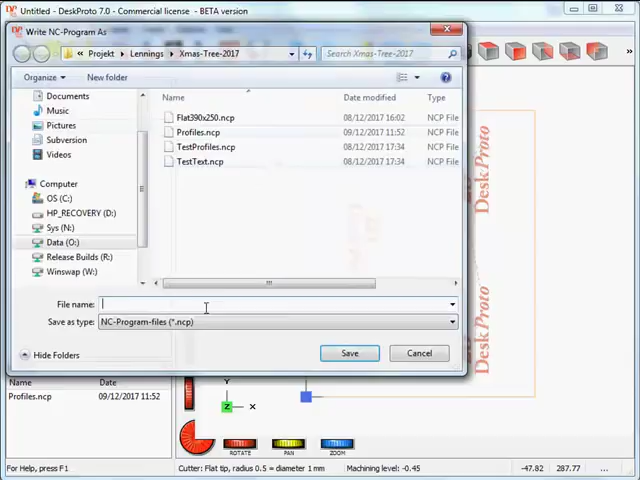 Untitled - DeskProto 7.0 - Commercial license - BETA version
Write NC-Program As
Projekt Lennings Xmas-Tree-2017
Search Xmas-Tree-2017
Organize
New folder
Name Date modified Type
Documents
Music
Pictures
Subversion
Videos
Computer
OS (C:)
HP_RECOVERY (D:)
Sys (N:)
Data (O:)
Release Builds (R:)
Winswap (W:)
Flat390x250.ncp 08/12/2017 16:02 NCP File
Profiles.ncp 09/12/2017 11:52 NCP File
TestProfiles.ncp 08/12/2017 17:34 NCP File
TestText.ncp 08/12/2017 17:34 NCP File
File name:
Save as type: NC-Program-files (*.ncp)
Hide Folders
Save
Cancel
Name Date
Profiles.ncp 09/12/2017 11:52
DeskProto
DeskProto
Y
Z X
ROTATE PAN ZOOM
For Help, press F1
Cutter: Flat tip, radius 0.5 = diameter 1 mm
Machining level: -0.45
-47.82 287.77 ...